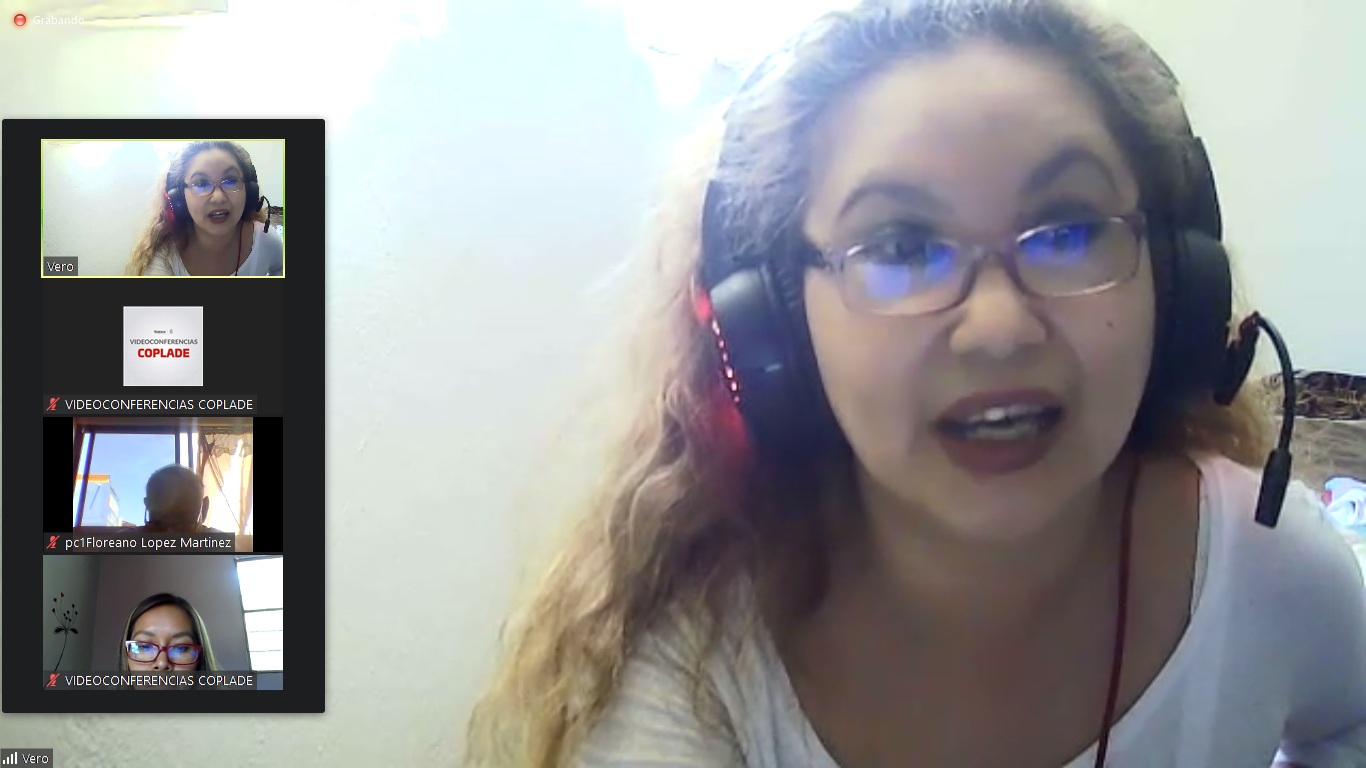 Grabando...
Vero
VIDEOCONFERENCIAS
COPLADE
VIDEOCONFERENCIAS COPLADE
pc1Floreano Lopez Martinez
VIDEOCONFERENCIAS COPLADE
Vero